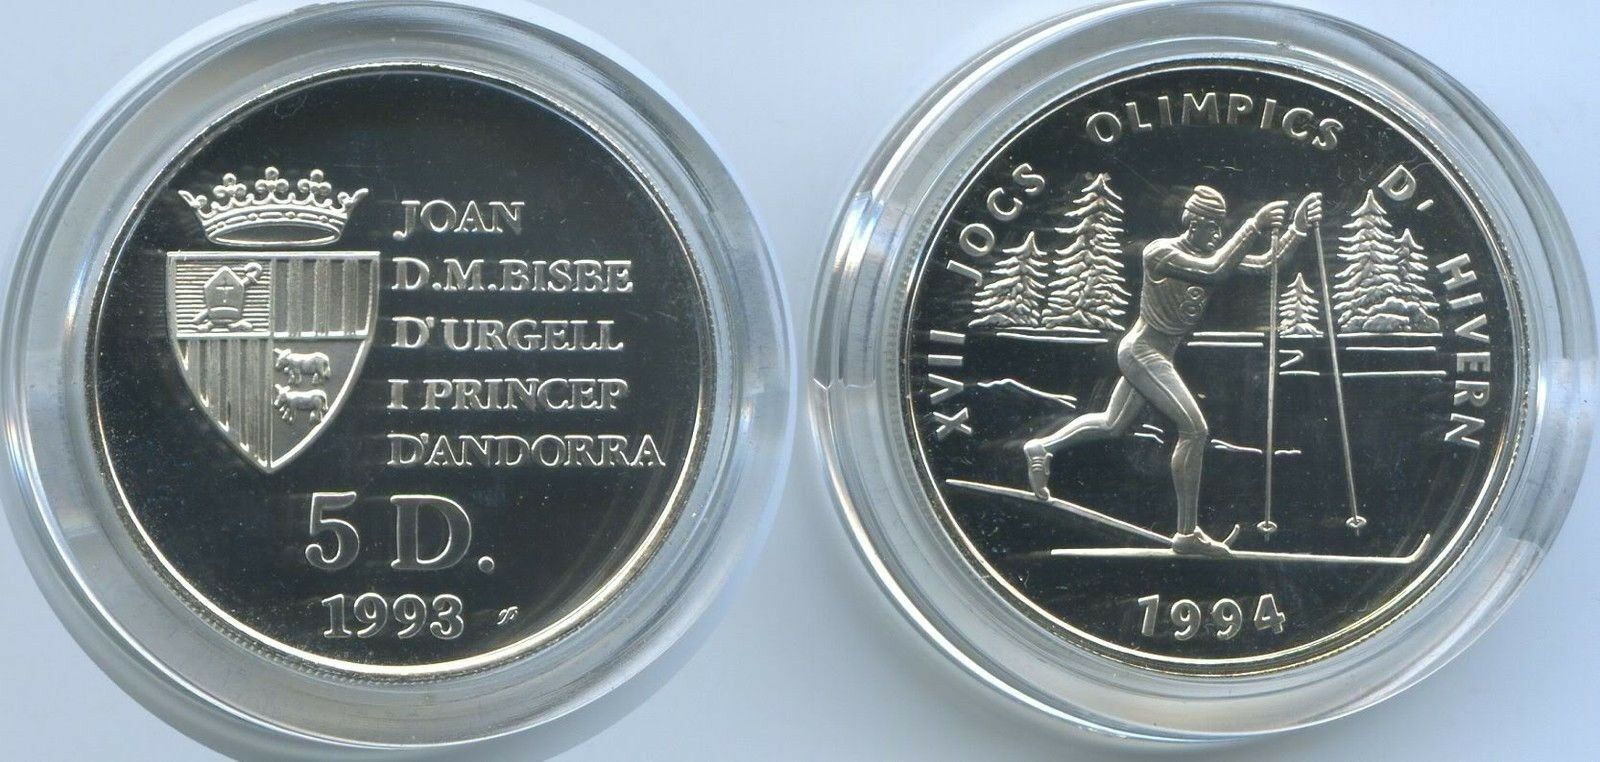 JOAN
D.M.BISBE
D'URGELL
I PRINCEP
D'ANDORRA
5 D.
1993
XVII JOCS OLIMPICS D'HIVERN
1994